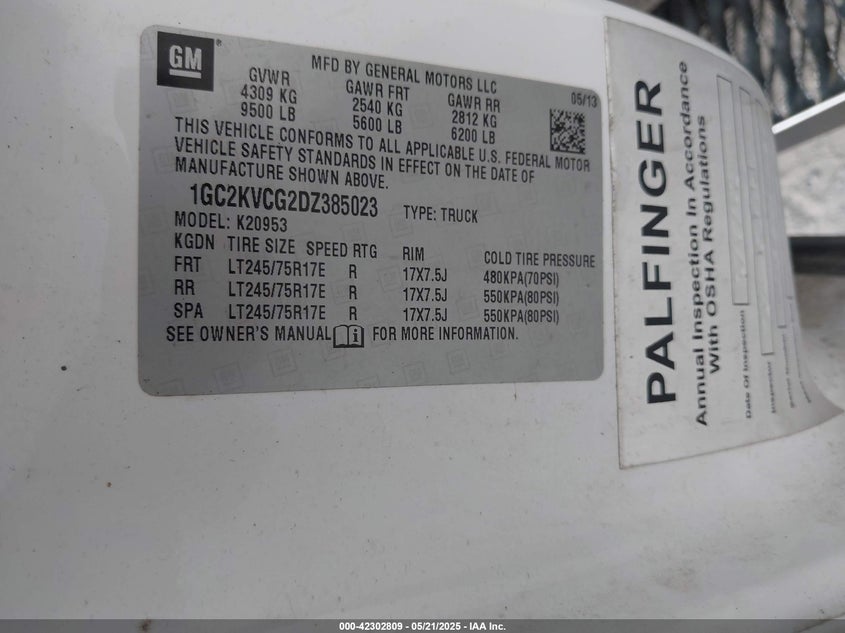 GM
MFD BY GENERAL MOTORS LLC
05/13
GVWR GAWR FRT GAWR RR
4309 KG 2540 KG 2812 KG
9500 LB 5600 LB 6200 LB
THIS VEHICLE CONFORMS TO ALL APPLICABLE U.S. FEDERAL MOTOR
VEHICLE SAFETY STANDARDS IN EFFECT ON THE DATE OF
MANUFACTURE SHOWN ABOVE.
1GC2KVCG2DZ385023 TYPE: TRUCK
MODEL: K20953
KGDN TIRE SIZE SPEED RTG RIM COLD TIRE PRESSURE
FRT LT245/75R17E R 17X7.5J 480KPA(70PSI)
RR LT245/75R17E R 17X7.5J 550KPA(80PSI)
SPA LT245/75R17E R 17X7.5J 550KPA(80PSI)
SEE OWNER'S MANUAL FOR MORE INFORMATION.
PALFINGER
Annual Inspection In Accordance
With OSHA Regulations
Date Of Inspection
Inspector
Serial Number
000-42302809 - 05/21/2025 - IAA Inc.